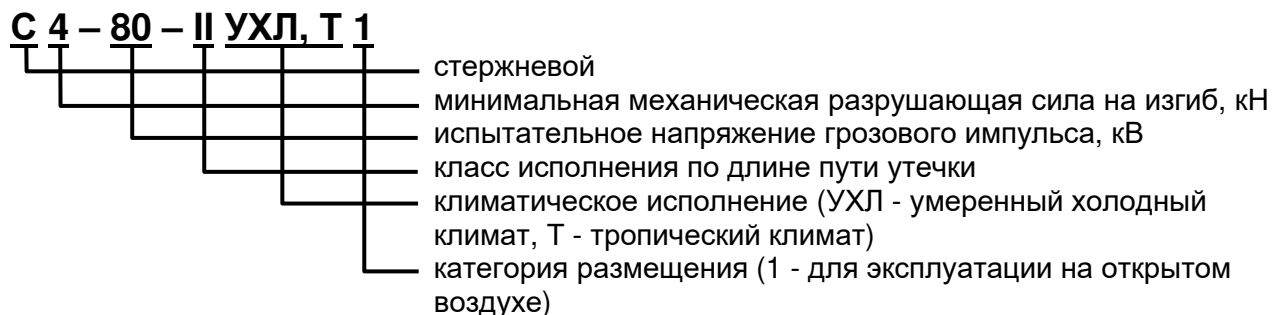 С 4 – 80 – II УХЛ, Т 1
стержневой
минимальная механическая разрушающая сила на изгиб, кН
испытательное напряжение грозового импульса, кВ
класс исполнения по длине пути утечки
климатическое исполнение (УХЛ - умеренный холодный
климат, Т - тропический климат)
категория размещения (1 - для эксплуатации на открытом
воздухе)